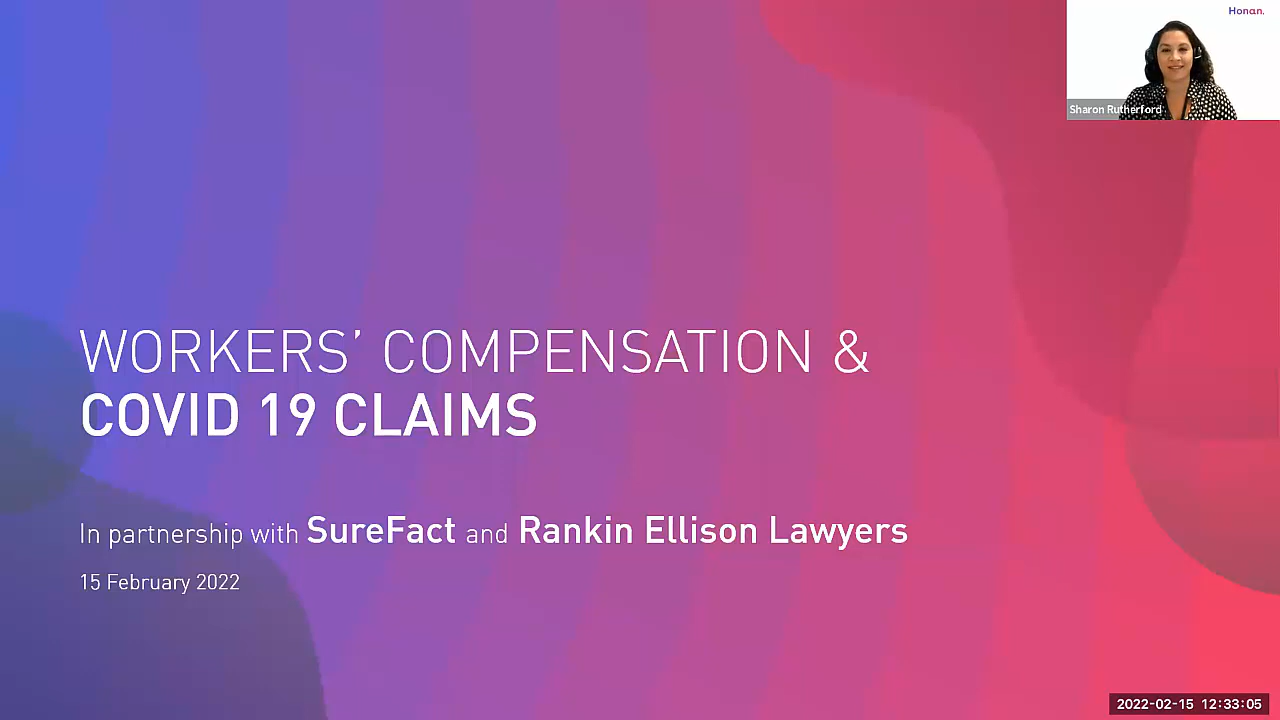 Honan.
Sharon Rutherford
WORKERS’ COMPENSATION &
COVID 19 CLAIMS
In partnership with SureFact and Rankin Ellison Lawyers
15 February 2022
2022-02-15 12:33:05